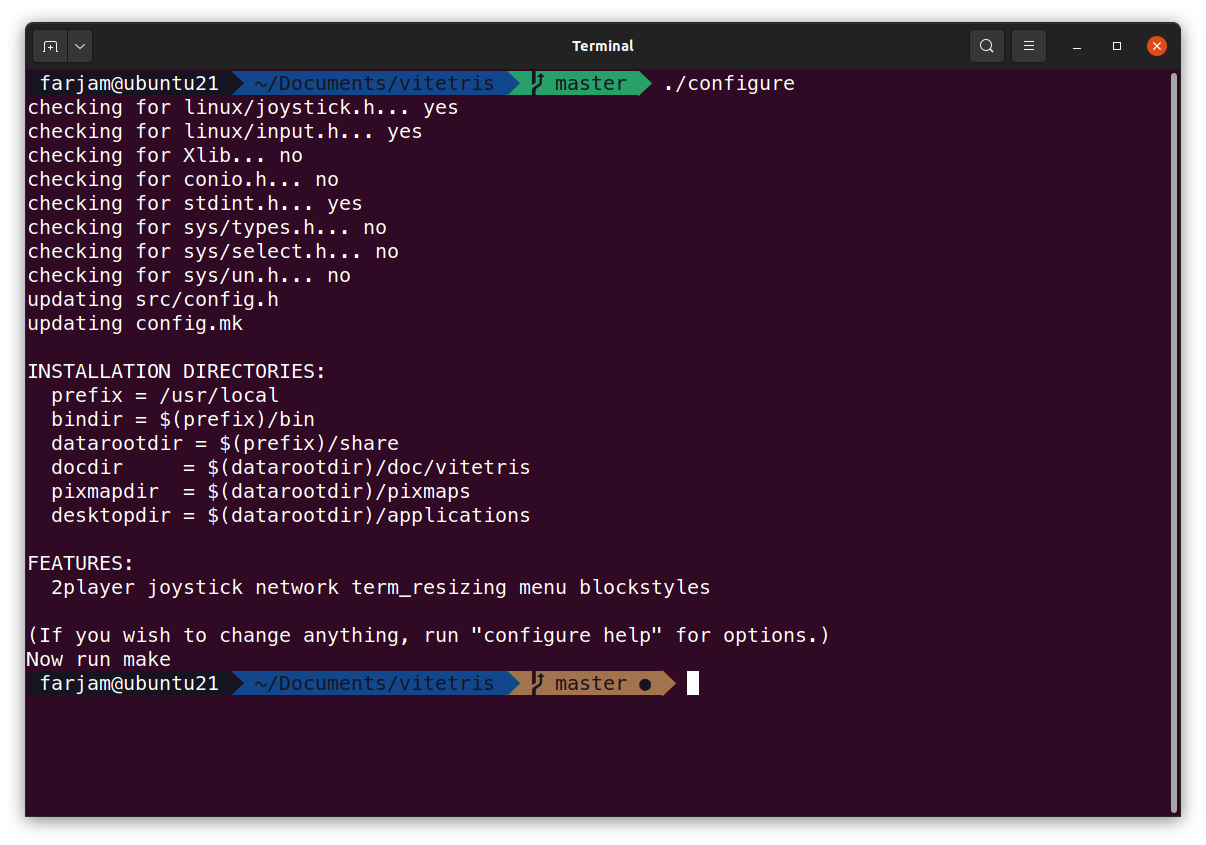 Terminal
farjam@ubuntu21 ~/Documents/vitetris master ./configure
checking for linux/joystick.h... yes
checking for linux/input.h... yes
checking for Xlib... no
checking for conio.h... no
checking for stdint.h... yes
checking for sys/types.h... no
checking for sys/select.h... no
checking for sys/un.h... no
updating src/config.h
updating config.mk
INSTALLATION DIRECTORIES:
prefix = /usr/local
bindir = $(prefix)/bin
datarootdir = $(prefix)/share
docdir     = $(datarootdir)/doc/vitetris
pixmapdir  = $(datarootdir)/pixmaps
desktopdir = $(datarootdir)/applications
FEATURES:
2player joystick network term_resizing menu blockstyles
(If you wish to change anything, run "configure help" for options.)
Now run make
farjam@ubuntu21 ~/Documents/vitetris master ●